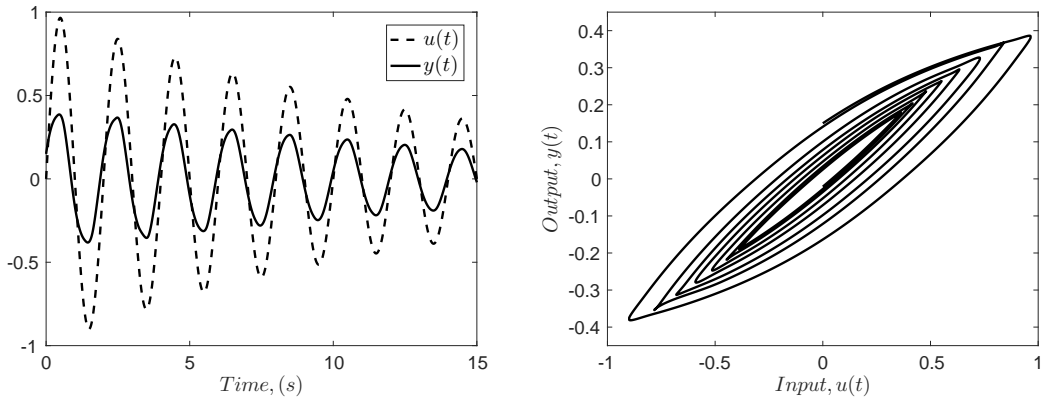 1
0.5
0
-0.5
-1
0 5 10 15
Time, (s)
u(t)
y(t)
0.4
0.3
0.2
0.1
0
-0.1
-0.2
-0.3
-0.4
-1 -0.5 0 0.5 1
Input, u(t)
Output, y(t)